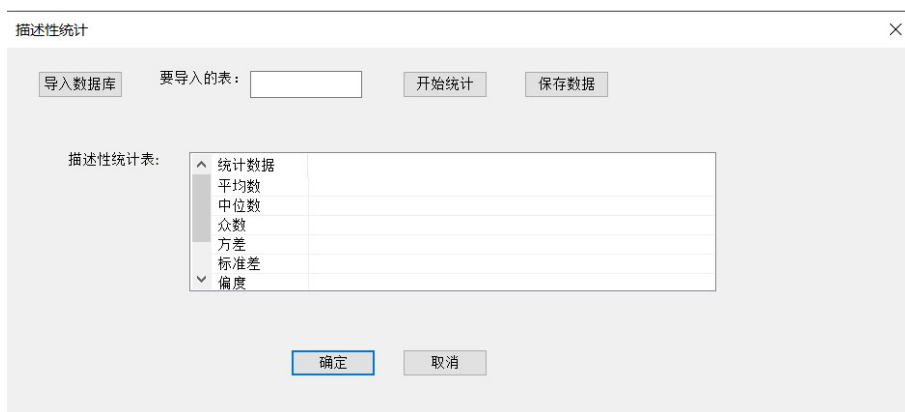 描述性统计
导入数据库 要导入的表: 开始统计 保存数据
描述性统计表:
统计数据
平均数
中位数
众数
方差
标准差
偏度
确定 取消